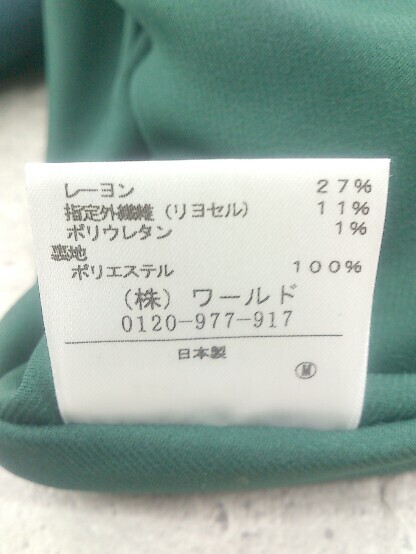 レーヨン 27%
指定外繊維（リヨセル） 11%
ポリウレタン 1%
裏地
ポリエステル 100%
（株）ワールド
0120-977-917
日本製
Ⓜ